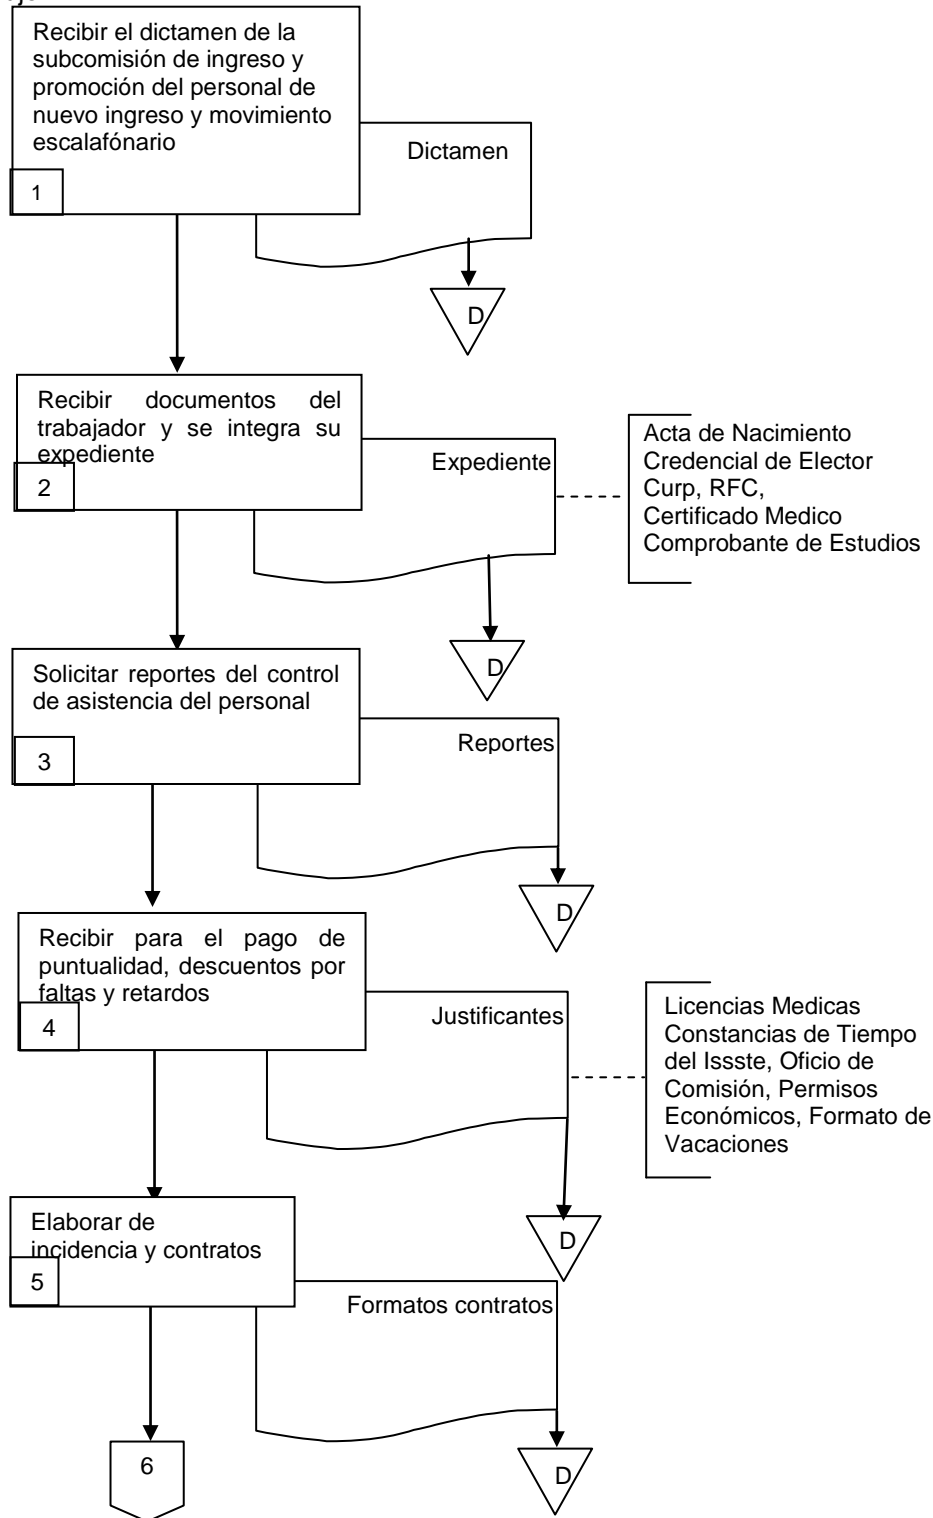 Recibir el dictamen de la
subcomisión de ingreso y
promoción del personal de
nuevo ingreso y movimiento
escalafónario
1
Dictamen
D
Recibir documentos del
trabajador y se integra su
expediente
2
Expediente
D
Acta de Nacimiento
Credencial de Elector
Curp, RFC,
Certificado Medico
Comprobante de Estudios
Solicitar reportes del control
de asistencia del personal
3
Reportes
D
Recibir para el pago de
puntualidad, descuentos por
faltas y retardos
4
Justificantes
D
Licencias Medicas
Constancias de Tiempo
del Issste, Oficio de
Comisión, Permisos
Económicos, Formato de
Vacaciones
Elaborar de
incidencia y contratos
5
Formatos contratos
D
6